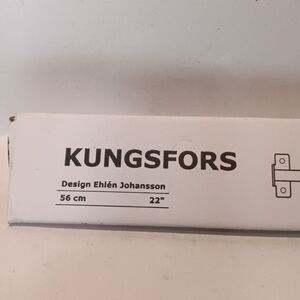 KUNGSFORS
Design Ehlén Johansson
56 cm 22"